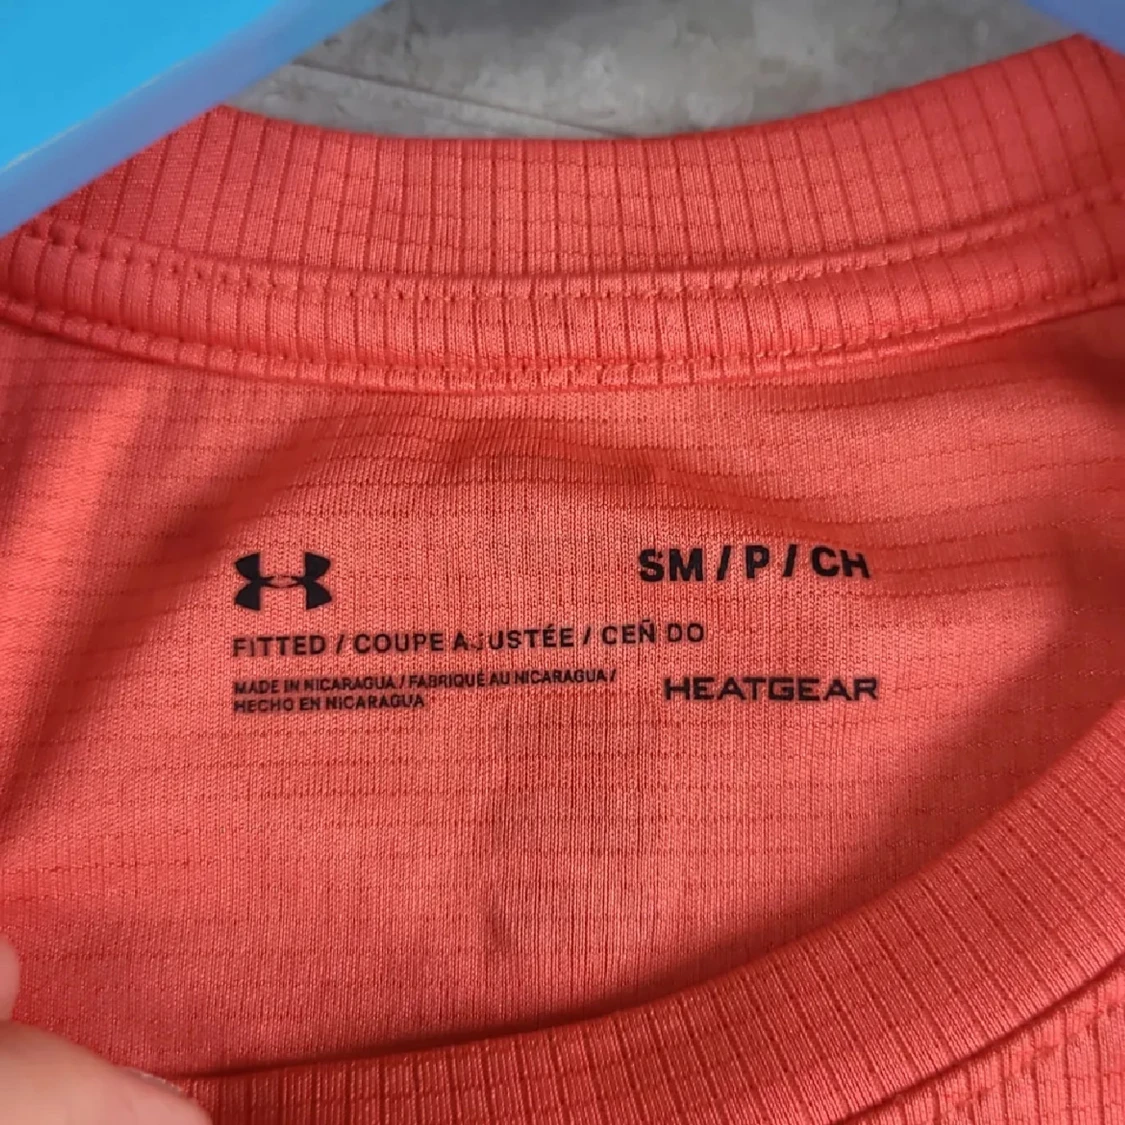 SM / P / CH
FITTED / COUPE AJUSTÉE / CEÑIDO
MADE IN NICARAGUA / FABRIQUÉ AU NICARAGUA /
HECHO EN NICARAGUA
HEATGEAR